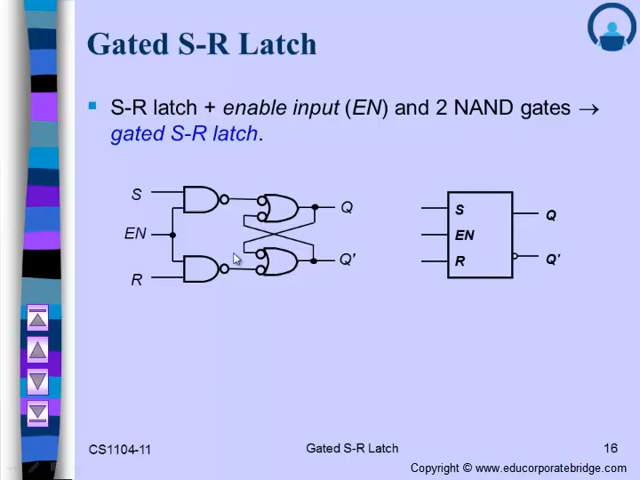 Gated S-R Latch
S-R latch + enable input (EN) and 2 NAND gates →
gated S-R latch.
S
EN
R
Q
Q'
S
EN
R
Q
Q'
CS1104-11
Gated S-R Latch
16
Copyright © www.educorporatebridge.com